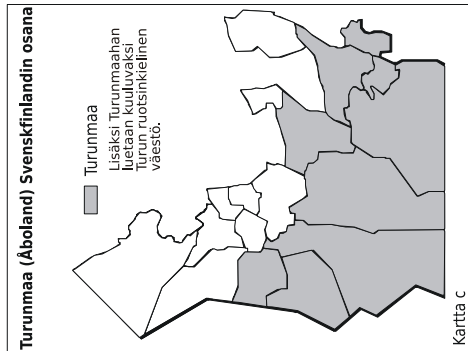 Turunmaa (Åboland) Svenskfinlandin osana
Turunmaa
Lisäksi Turunmaahan
luetaan kuuluvaksi
Turun ruotsinkielinen
väestö.
Kartta c